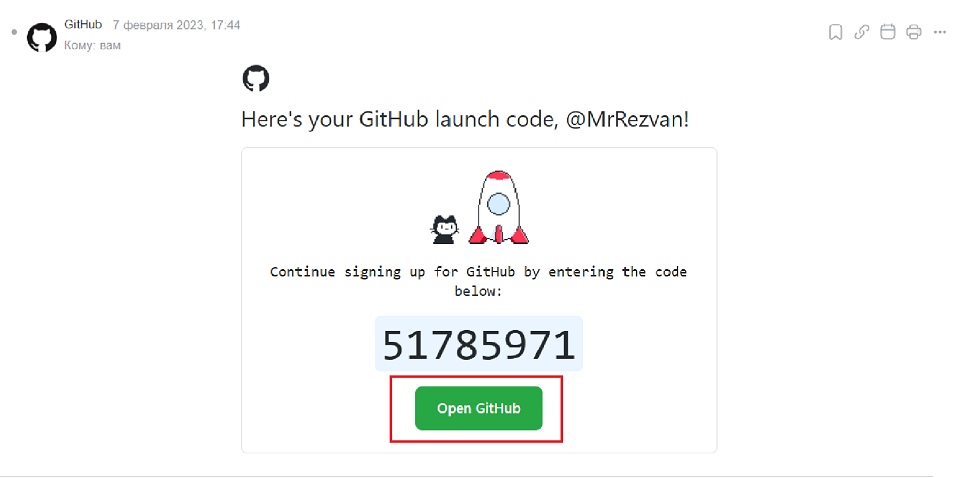 GitHub 7 февраля 2023, 17:44
Кому: вам
Here's your GitHub launch code, @MrRezvan!
Continue signing up for GitHub by entering the code
below:
51785971
Open GitHub